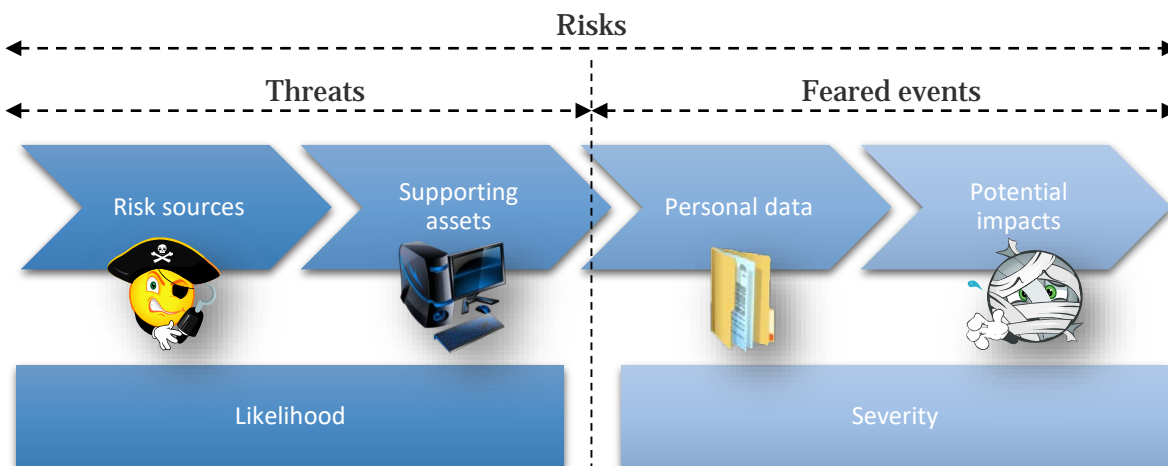 Risks
Threats
Feared events
Risk sources
Supporting
assets
Personal data
Potential
impacts
Likelihood
Severity